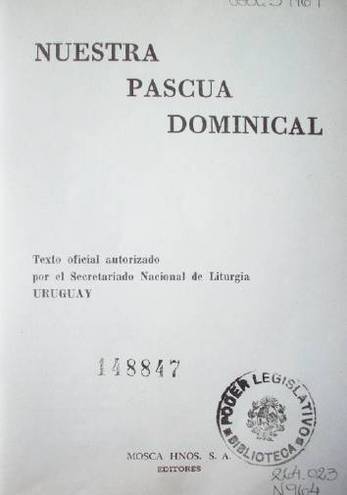 NUESTRA
PASCUA
DOMINICAL
Texto oficial autorizado
por el Secretariado Nacional de Liturgia
URUGUAY
148847
PODER LEGISLATIVO
BIBLIOTECA
MOSCA HNOS. S. A.
EDITORES
264.023
N964